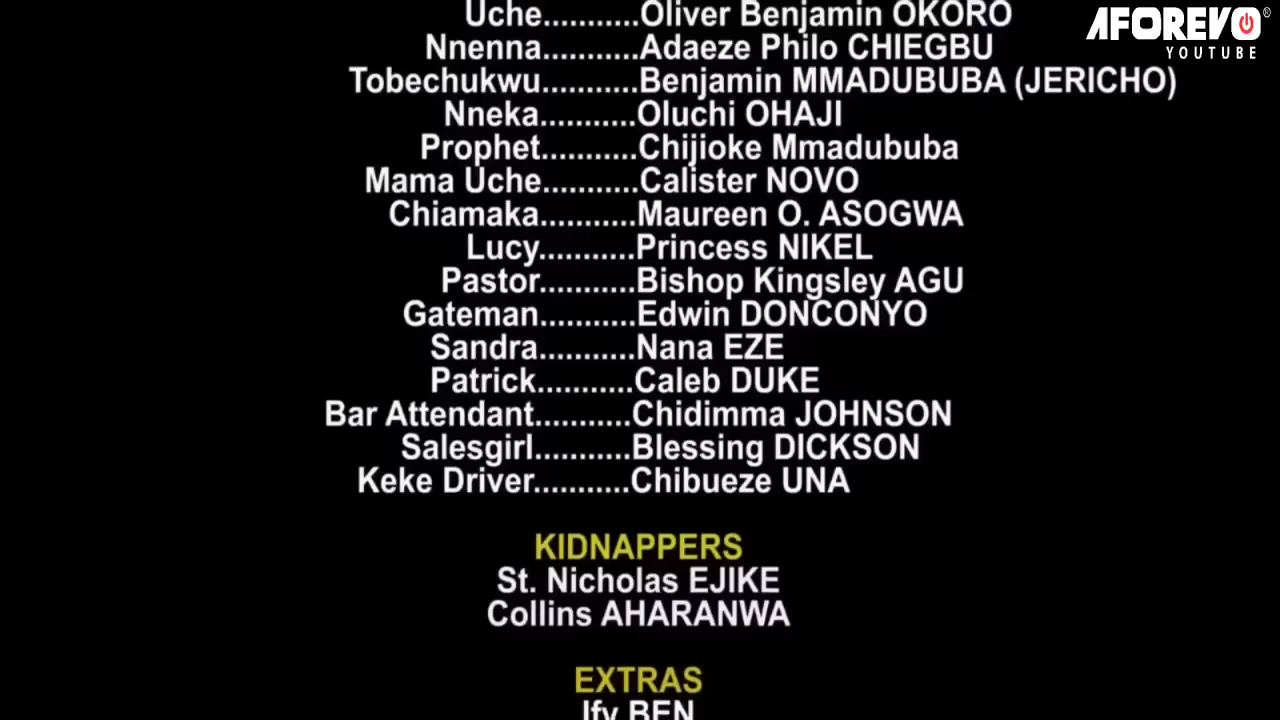 AFOREVO®
YOUTUBE
Uche...........Oliver Benjamin OKORO
Nnenna...........Adaeze Philo CHIEGBU
Tobechukwu...........Benjamin MMADUBUBA (JERICHO)
Nneka...........Oluchi OHAJI
Prophet...........Chijioke Mmadububa
Mama Uche...........Calister NOVO
Chiamaka...........Maureen O. ASOGWA
Lucy...........Princess NIKEL
Pastor...........Bishop Kingsley AGU
Gateman...........Edwin DONCONYO
Sandra...........Nana EZE
Patrick...........Caleb DUKE
Bar Attendant...........Chidimma JOHNSON
Salesgirl...........Blessing DICKSON
Keke Driver...........Chibueze UNA
KIDNAPPERS
St. Nicholas EJIKE
Collins AHARANWA
EXTRAS
Ify BEN